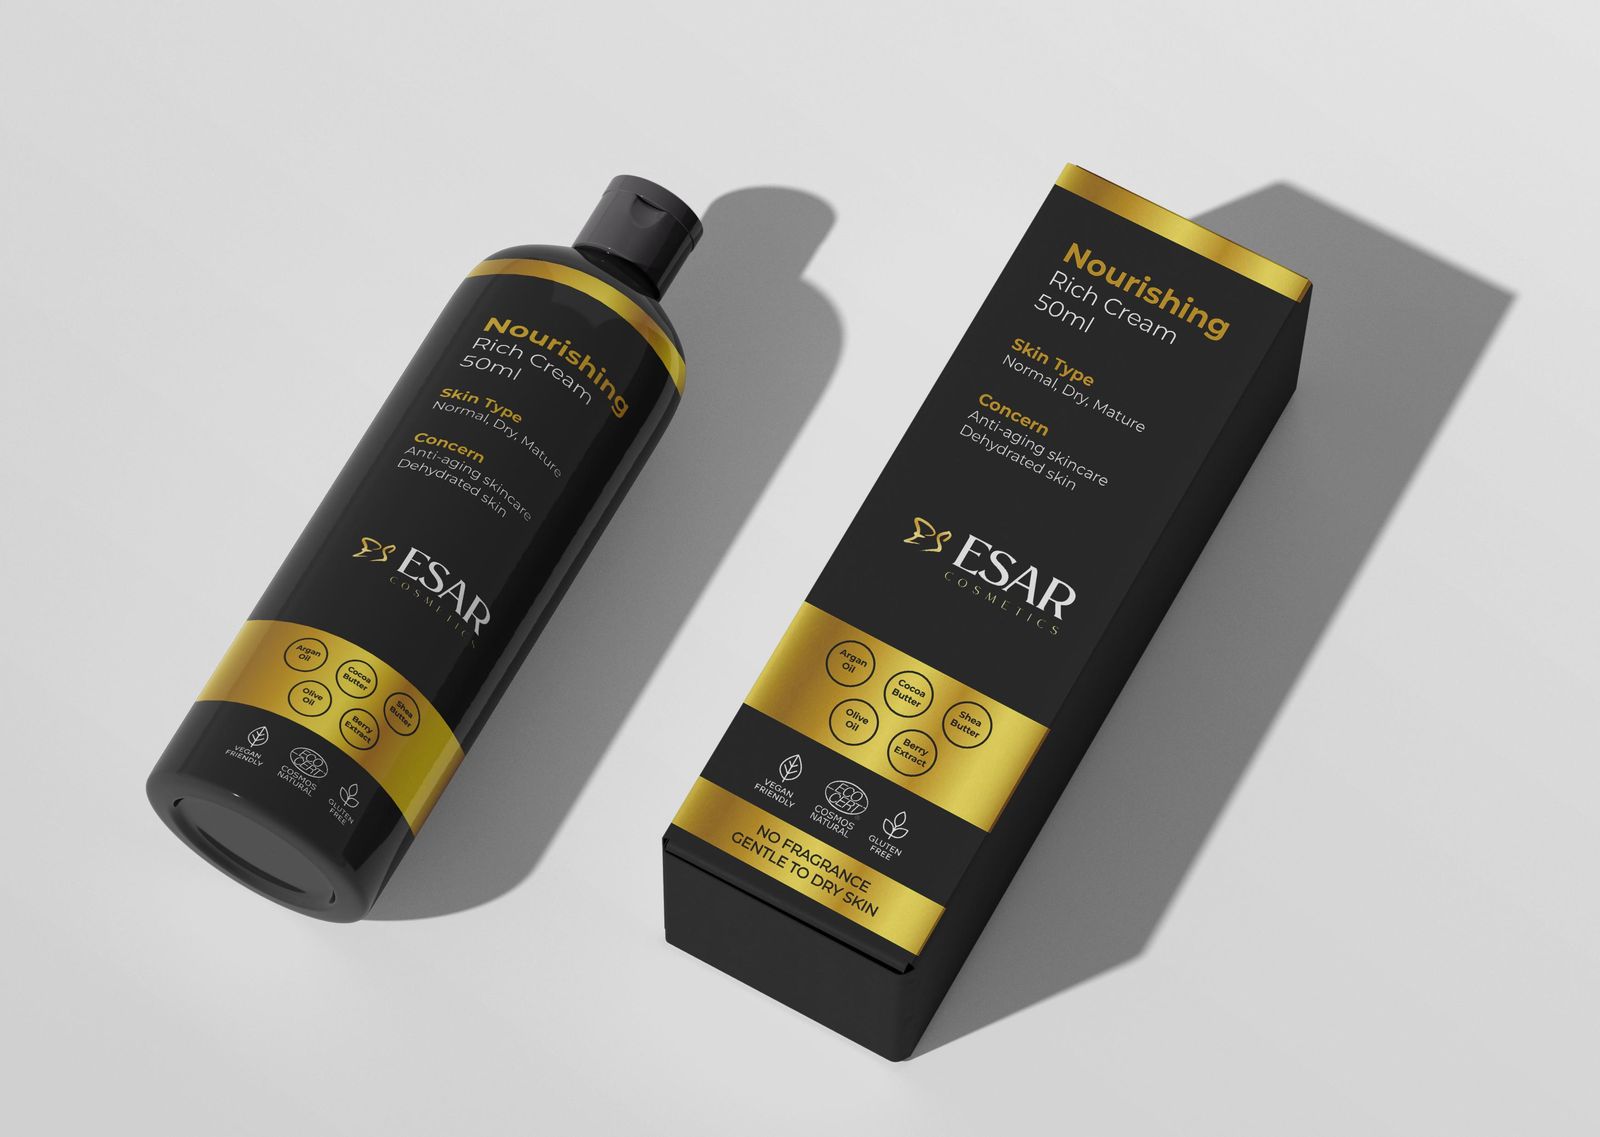 Nourishing
Rich Cream
50ml
Skin Type
Normal, Dry, Mature
Concern
Anti-aging skincare
Dehydrated skin
ES ESAR
COSMETICS
Argan
Oil
Cocoa
Butter
Shea
Butter
Olive
Oil
Berry
Extract
VEGAN
FRIENDLY
ECO
CERT
COSMOS
NATURAL
GLUTEN
FREE
Nourishing
Rich Cream
50ml
Skin Type
Normal, Dry, Mature
Concern
Anti-aging skincare
Dehydrated skin
ES ESAR
COSMETICS
Argan
Oil
Cocoa
Butter
Shea
Butter
Olive
Oil
Berry
Extract
VEGAN
FRIENDLY
ECO
CERT
COSMOS
NATURAL
GLUTEN
FREE
NO FRAGRANCE
GENTLE TO DRY SKIN